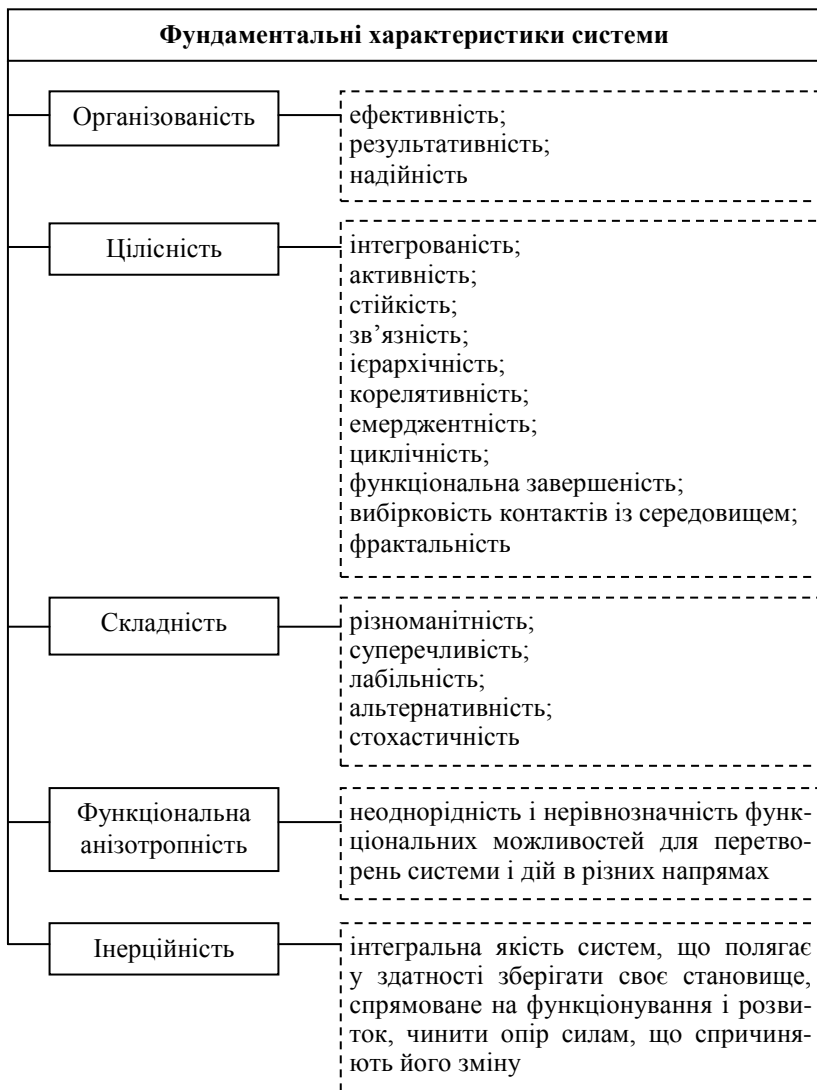 Фундаментальні характеристики системи
Організованість
ефективність;
результативність;
надійність
Цілісність
інтегрованість;
активність;
стійкість;
зв’язність;
ієрархічність;
корелятивність;
емерджентність;
циклічність;
функціональна завершеність;
вибірковість контактів із середовищем;
фрактальність
Складність
різноманітність;
суперечливість;
лабільність;
альтернативність;
стохастичність
Функціональна
анізотропність
неоднорідність і нерівнозначність функ-
ціональних можливостей для перетво-
рень системи і дій в різних напрямах
Інерційність
інтегральна якість систем, що полягає
у здатності зберігати своє становище,
спрямоване на функціонування і розви-
ток, чинити опір силам, що спричиня-
ють його зміну